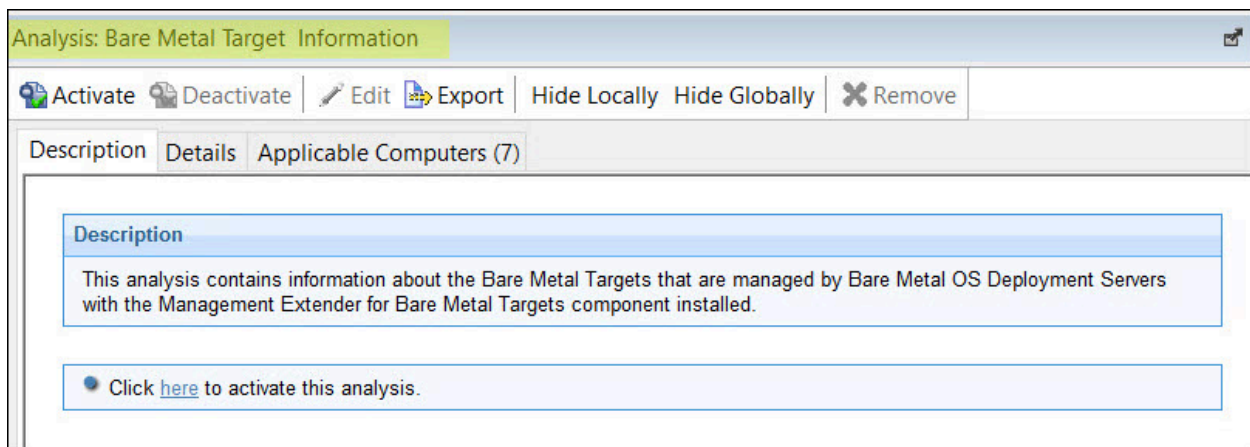 Analysis: Bare Metal Target Information
Activate Deactivate Edit Export Hide Locally Hide Globally Remove
Description Details Applicable Computers (7)
Description
This analysis contains information about the Bare Metal Targets that are managed by Bare Metal OS Deployment Servers
with the Management Extender for Bare Metal Targets component installed.
Click here to activate this analysis.